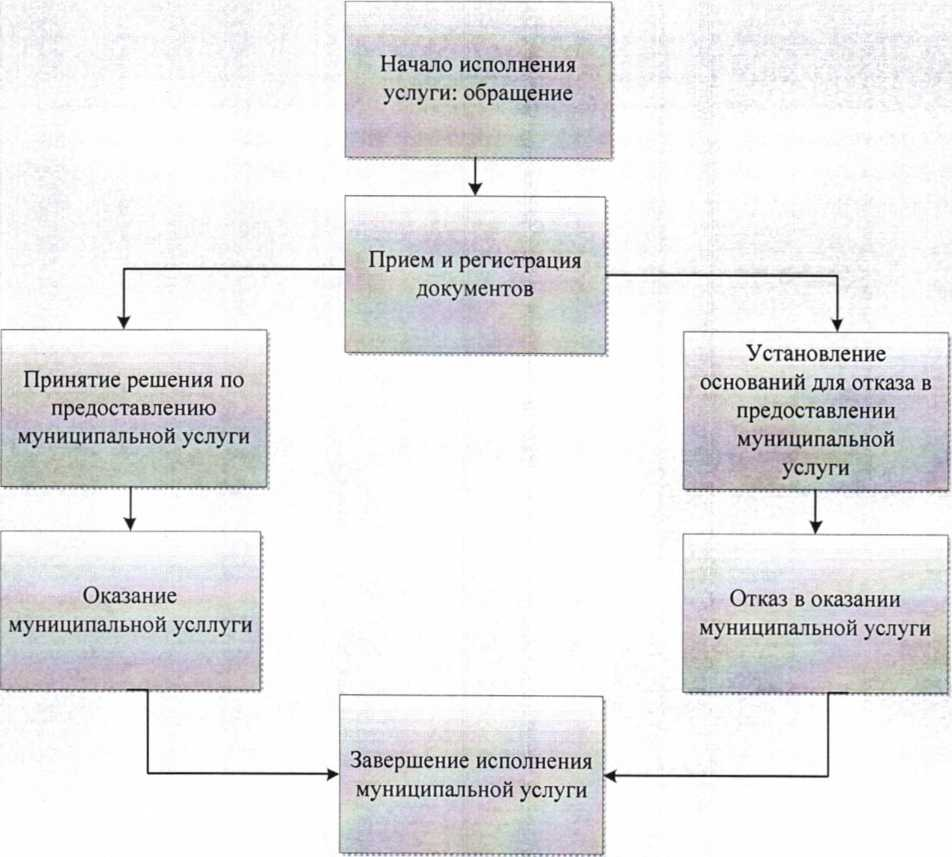 Начало исполнения
услуги: обращение
Прием и регистрация
документов
Принятие решения по
предоставлению
муниципальной услуги
Установление
оснований для отказа в
предоставлении
муниципальной
услуги
Оказание
муниципальной усллуги
Отказ в оказании
муниципальной услуги
Завершение исполнения
муниципальной услуги